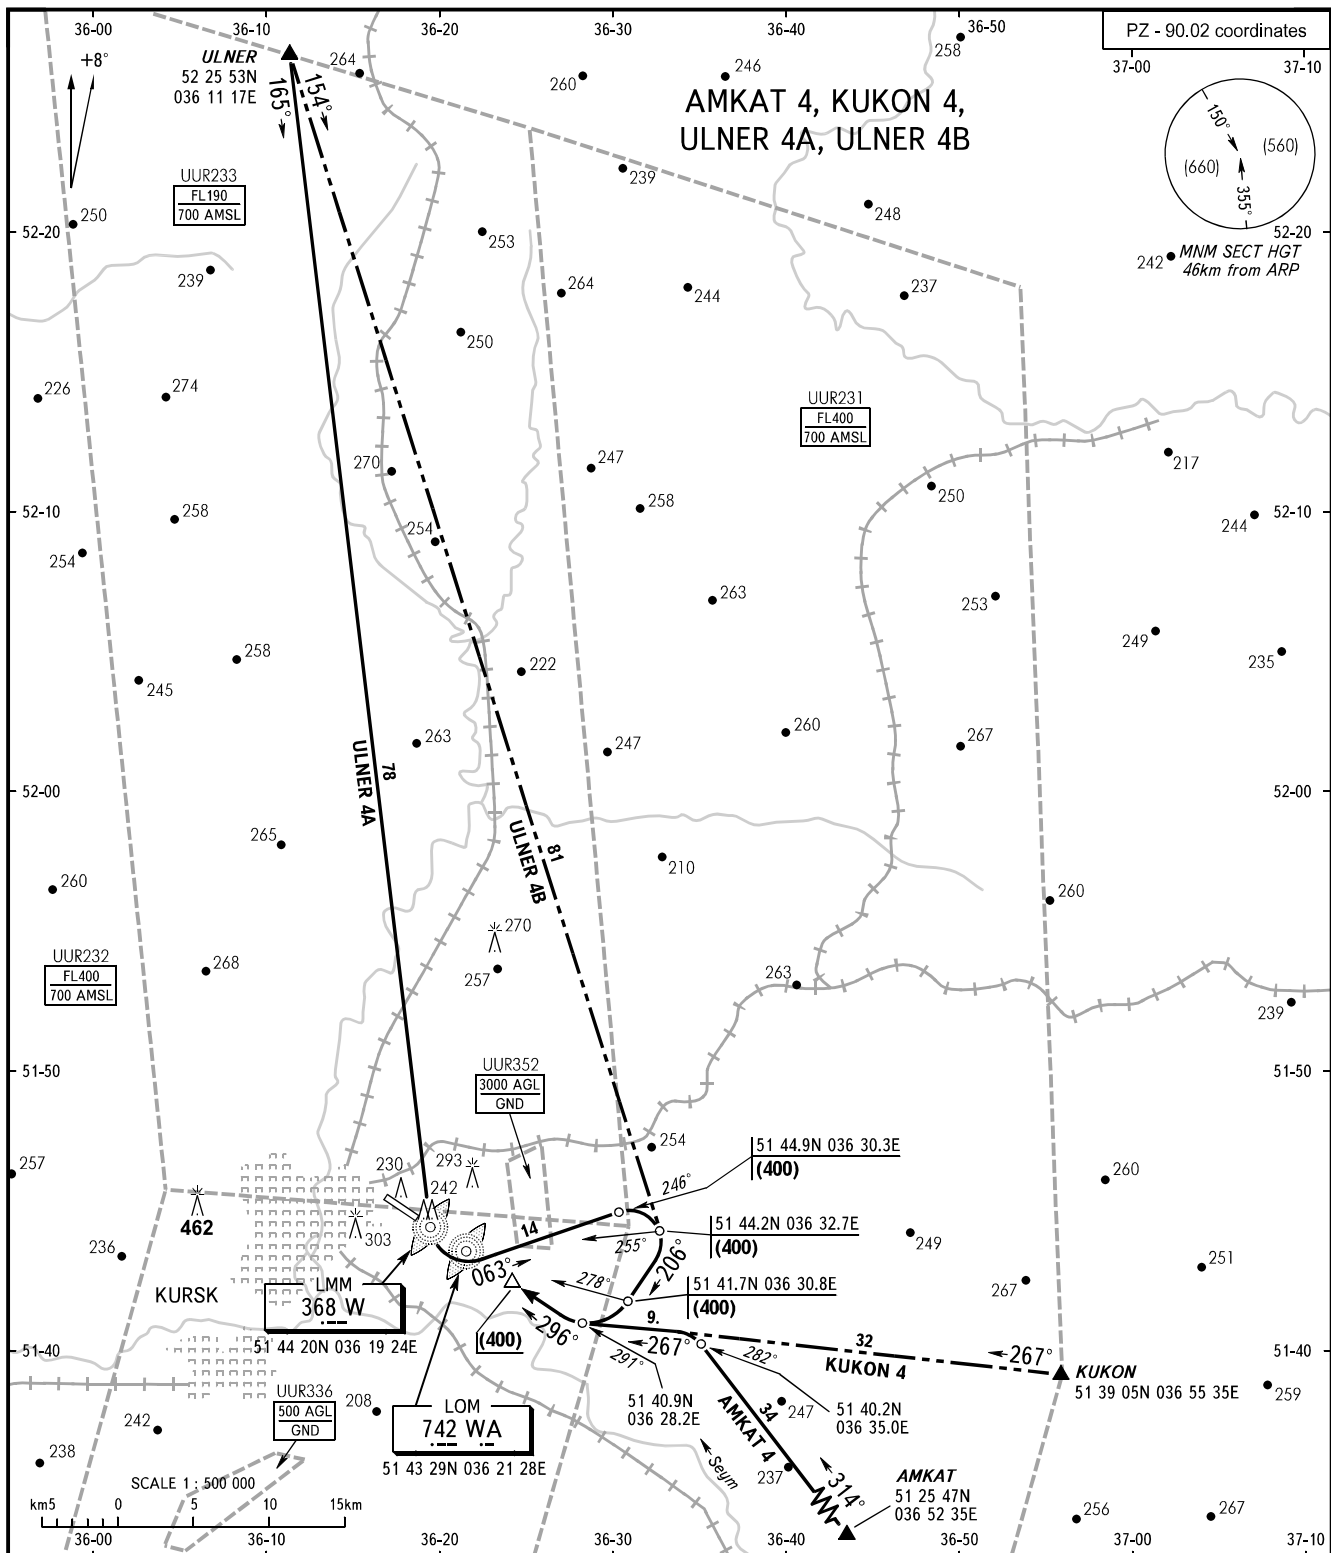 36-00
36-10
36-20
36-30
36-40
36-50
PZ - 90.02 coordinates
37-00
37-10
+8°
ULNER
52 25 53N
036 11 17E
264
260
246
258
165°
154°
AMKAT 4, KUKON 4,
ULNER 4A, ULNER 4B
150°
(560)
(660)
355°
MNM SECT HGT
46km from ARP
UUR233
FL190
700 AMSL
239
250
248
52-20
52-20
253
242
239
264
244
237
250
226
274
UUR231
FL400
700 AMSL
270
247
217
258
250
52-10
52-10
258
254
244
254
263
253
249
258
222
235
245
263
247
260
267
78
ULNER 4A
52-00
52-00
ULNER 4B
81
265
210
260
260
270
UUR232
FL400
700 AMSL
268
257
263
239
51-50
51-50
UUR352
3000 AGL
GND
254
51 44.9N 036 30.3E
(400)
257
230
293
260
242
246°
462
303
14
51 44.2N 036 32.7E
(400)
255°
249
236
206°
251
063°
278°
51 41.7N 036 30.8E
(400)
267
KURSK
LMM
368 W
51 44 20N 036 19 24E
(400)
296°
9.
267°
291°
282°
32
KUKON 4
267°
51-40
51-40
KUKON
51 39 05N 036 55 35E
259
UUR336
500 AGL
GND
208
LOM
742 WA
51 43 29N 036 21 28E
51 40.9N
036 28.2E
34
AMKAT 4
247
51 40.2N
036 35.0E
242
238
Seym
237
314°
AMKAT
51 25 47N
036 52 35E
SCALE 1 : 500 000
km5
0
5
10
15km
256
267
36-00
36-10
36-20
36-30
36-40
36-50
37-00
37-10